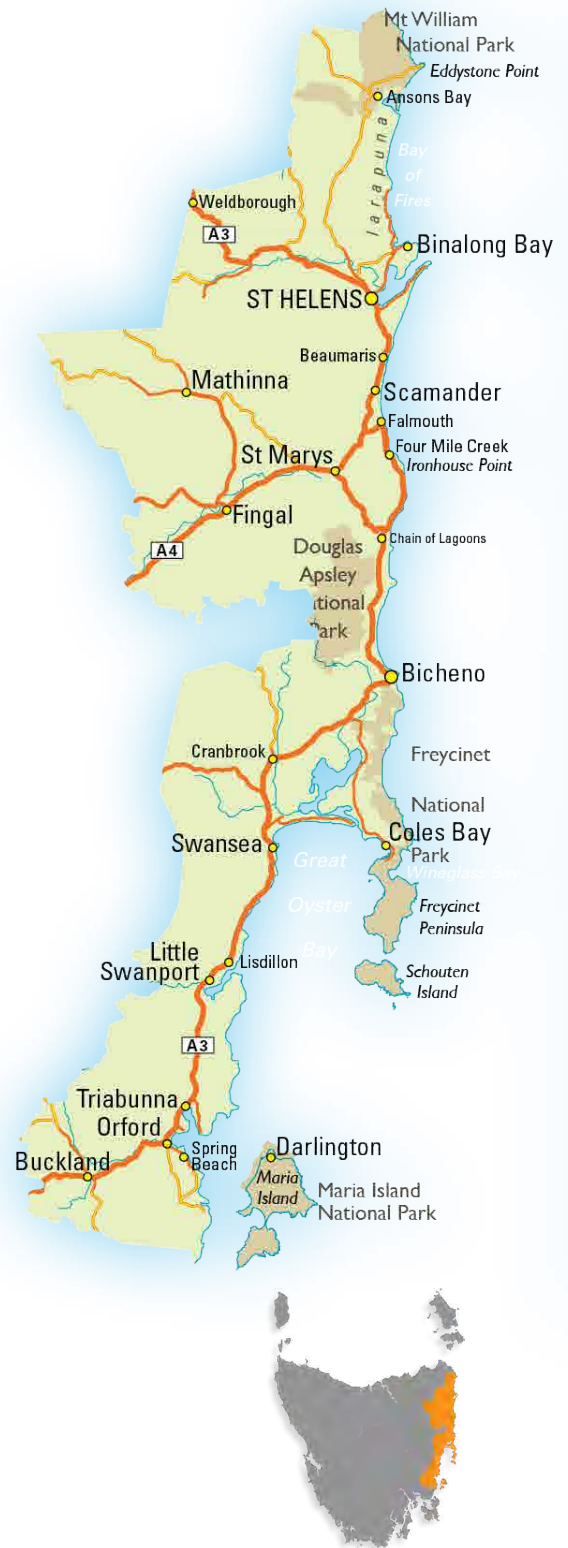 Mt William
National Park
Eddystone Point
Ansons Bay
larapuna
Bay
of
Fires
Weldborough
A3
Binalong Bay
ST HELENS
Beaumaris
Mathinna
Scamander
Falmouth
St Marys
Four Mile Creek
Ironhouse Point
Fingal
Chain of Lagoons
A4
Douglas
Apsley
ational
Park
Bicheno
Cranbrook
Freycinet
National
Coles Bay
Park
Swansea
Great
Wineglass Bay
Oyster
Freycinet
Peninsula
Bay
Little
Swanport
Lisdillon
Schouten
Island
A3
Triabunna
Orford
Spring
Beach
Darlington
Buckland
Maria
Island
Maria Island
National Park